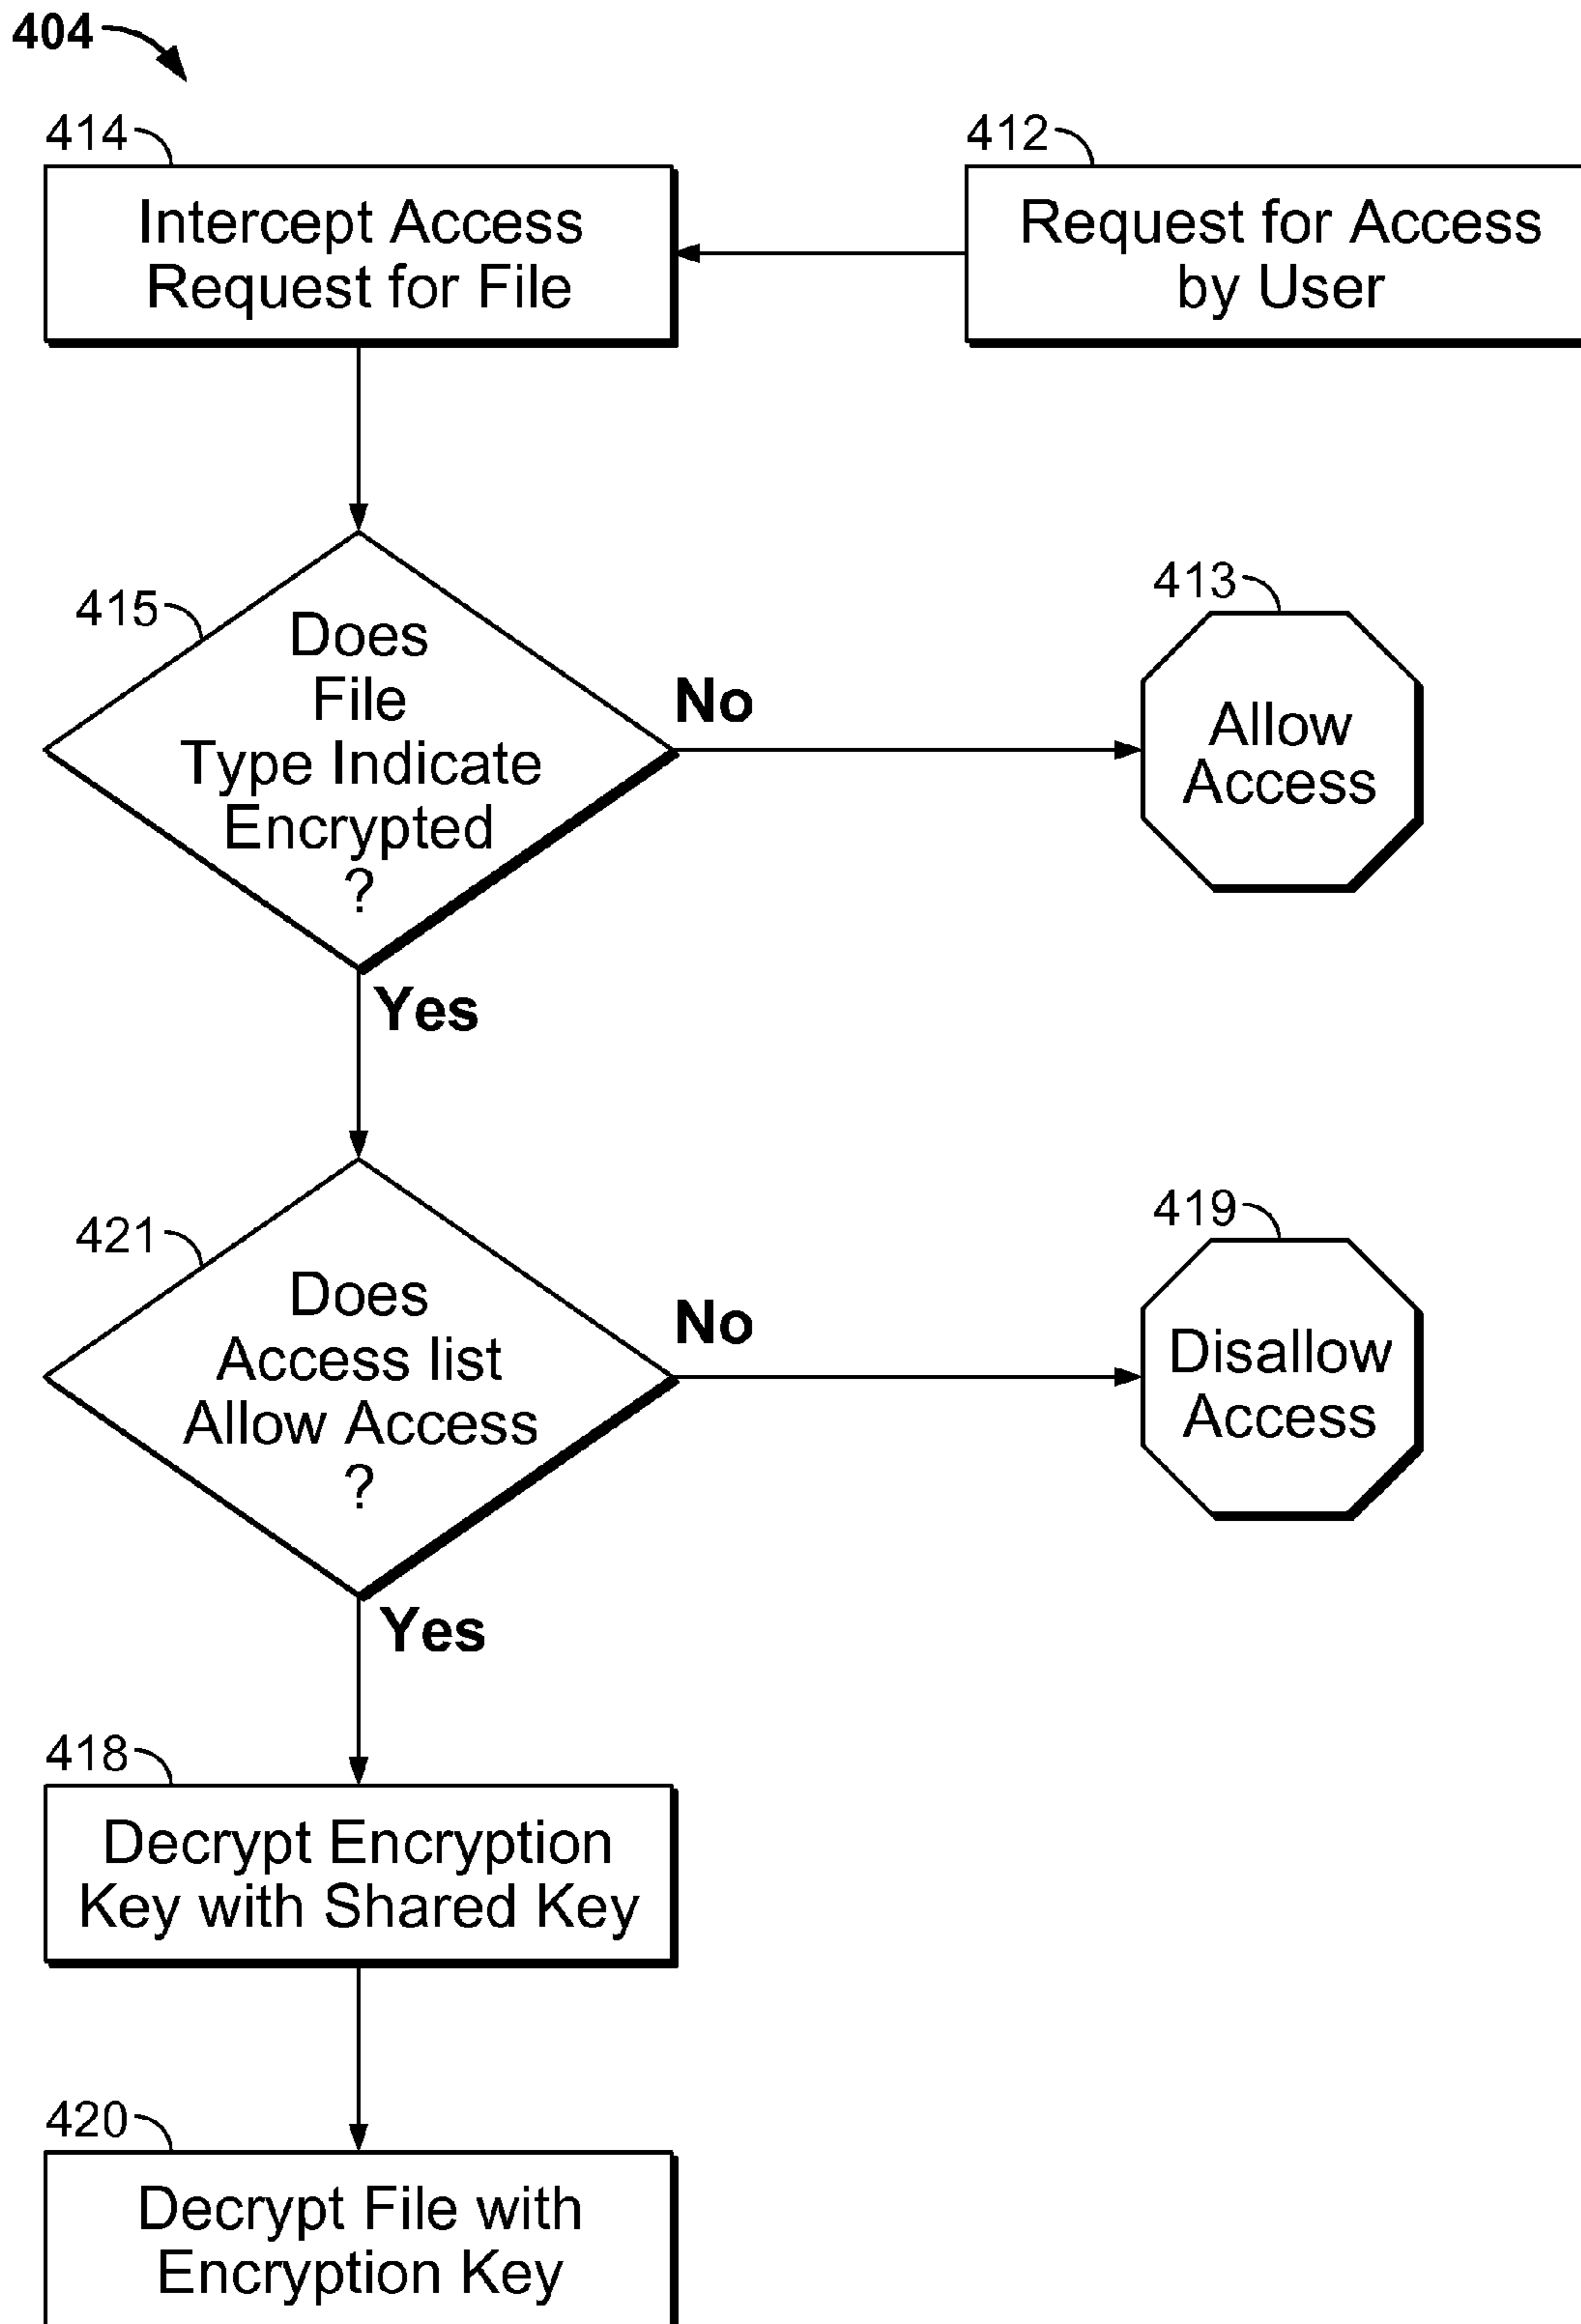 404
414
Intercept Access
Request for File
412
Request for Access
by User
415
Does
File
Type Indicate
Encrypted
?
No
413
Allow
Access
Yes
421
Does
Access list
Allow Access
?
No
419
Disallow
Access
Yes
418
Decrypt Encryption
Key with Shared Key
420
Decrypt File with
Encryption Key